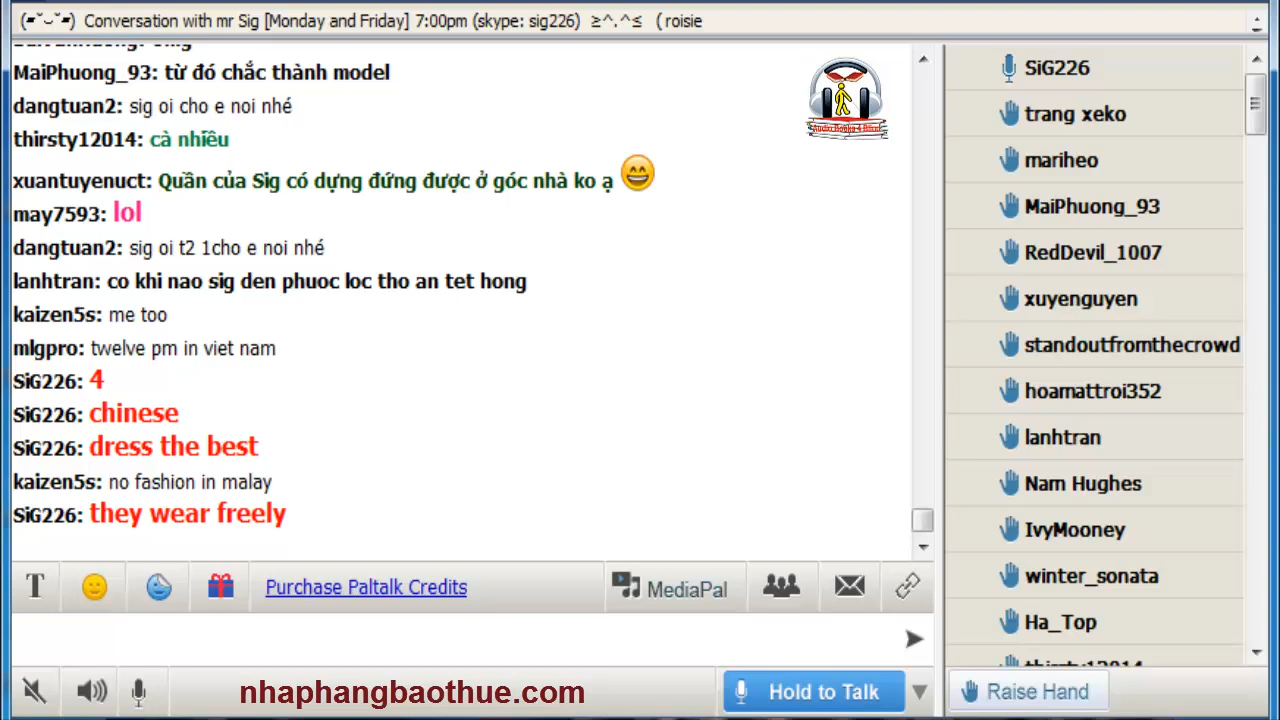 (▰˘◡˘▰) Conversation with mr Sig [Monday and Friday] 7:00pm (skype: sig226) ≥^.^≤ ( roisie
MaiPhuong_93: từ đó chắc thành model
dangtuan2: sig oi cho e noi nhé
thirsty12014: cà nhiêu
xuantuyenuct: Quần của Sig có dựng đứng được ở góc nhà ko ạ
may7593: lol
dangtuan2: sig oi t2 1cho e noi nhé
lanhtran: co khi nao sig den phuoc loc tho an tet hong
kaizen5s: me too
mlgpro: twelve pm in viet nam
SiG226: 4
SiG226: chinese
SiG226: dress the best
kaizen5s: no fashion in malay
SiG226: they wear freely
Audio Books 4 Blind
SiG226
trang xeko
mariheo
MaiPhuong_93
RedDevil_1007
xuyenguyen
standoutfromthecrowd
hoamattroi352
lanhtran
Nam Hughes
IvyMooney
winter_sonata
Ha_Top
thirsty12014
T
Purchase Paltalk Credits
MediaPal
nhaphangbaothue.com
Hold to Talk
Raise Hand